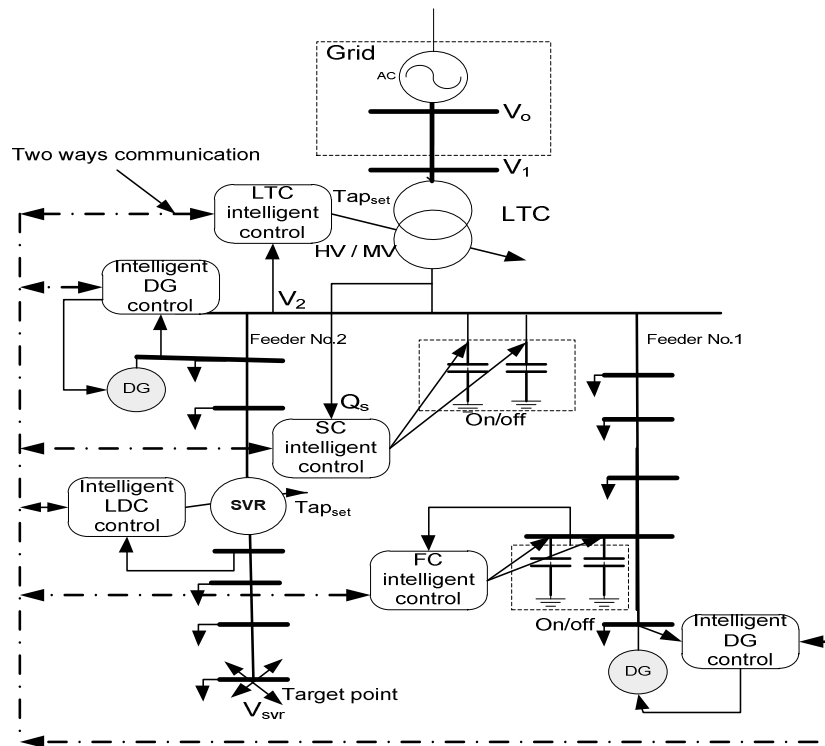 Grid
AC
Vo
Two ways communication
V1
LTC
intelligent
control
Tapset
LTC
HV / MV
Intelligent
DG
control
V2
Feeder No.2
Feeder No.1
DG
Qs
On/off
SC
intelligent
control
Intelligent
LDC
control
SVR
Tapset
FC
intelligent
control
On/off
Intelligent
DG
control
DG
Target point
Vsvr